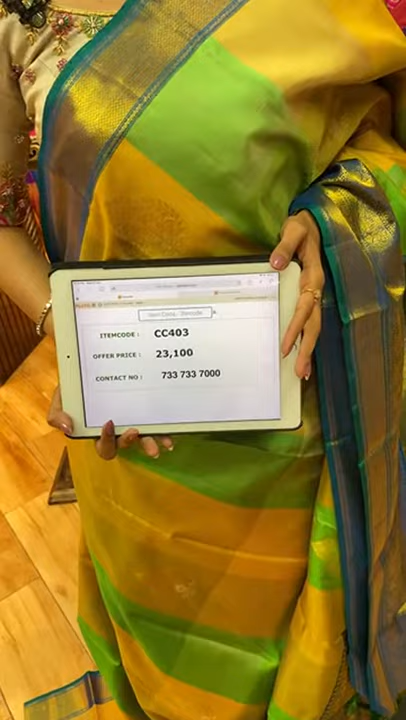 ITEMCODE : CC403
OFFER PRICE : 23,100
CONTACT NO : 733 733 7000